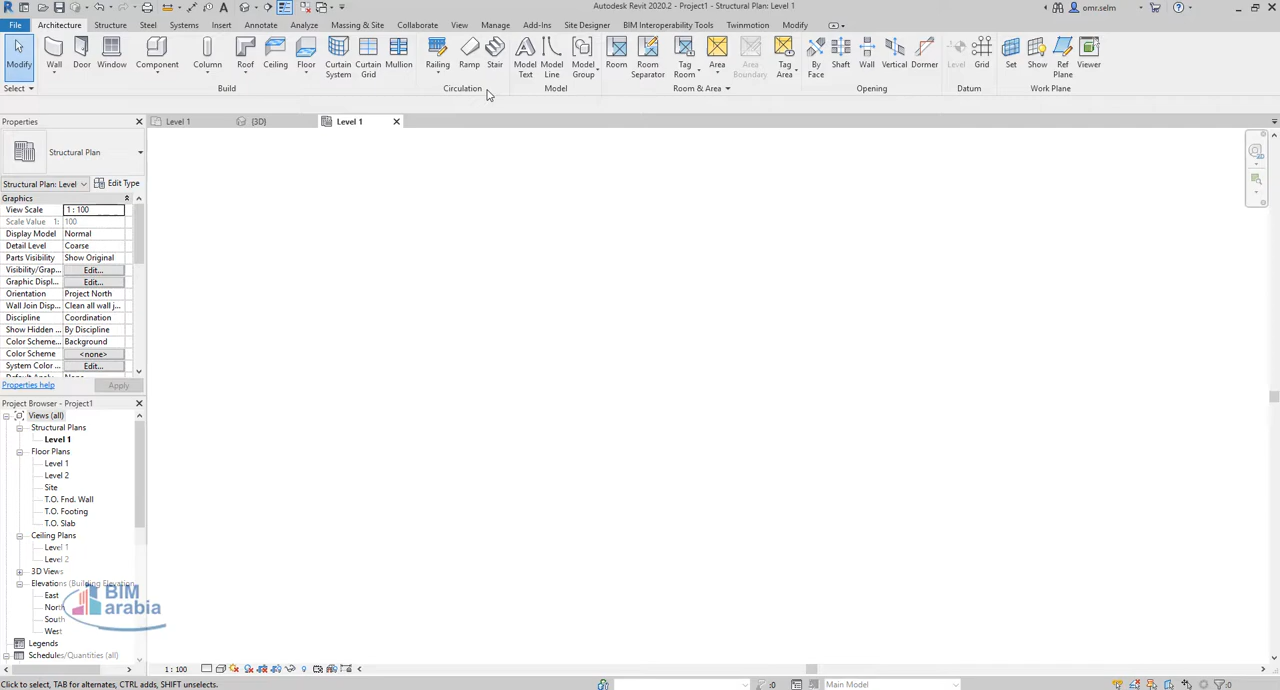 Autodesk Revit 2020.2 - Project1 - Structural Plan: Level 1
omr.selm
File Architecture Structure Steel Systems Insert Annotate Analyze Massing & Site Collaborate View Manage Add-Ins Site Designer BIM Interoperability Tools Twinmotion Modify
Modify Wall Door Window Component Column Roof Ceiling Floor Curtain System Curtain Grid Mullion Railing Ramp Stair Model Text Model Line Model Group Room Room Separator Tag Room Area Area Boundary Tag Area By Face Shaft Wall Vertical Dormer Level Grid Set Show Ref Plane Viewer
Select Build Circulation Model Room & Area Opening Datum Work Plane
Properties
Level 1 {3D} Level 1
Structural Plan
Structural Plan: Level Edit Type
Graphics
View Scale 1 : 100
Scale Value 1: 100
Display Model Normal
Detail Level Coarse
Parts Visibility Show Original
Visibility/Grap... Edit...
Graphic Displ... Edit...
Orientation Project North
Wall Join Disp... Clean all wall j...
Discipline Coordination
Show Hidden ... By Discipline
Color Scheme... Background
Color Scheme <none>
System Color ... Edit...
Properties help Apply
Project Browser - Project1
Views (all)
Structural Plans
Level 1
Floor Plans
Level 1
Level 2
Site
T.O. Fnd. Wall
T.O. Footing
T.O. Slab
Ceiling Plans
Level 1
Level 2
3D Views
Elevations (Building Elevation
East
North
South
West
BIM
arabia
Legends
Schedules/Quantities (all)
1 : 100
Click to select, TAB for alternates, CTRL adds, SHIFT unselects. :0 Main Model :0